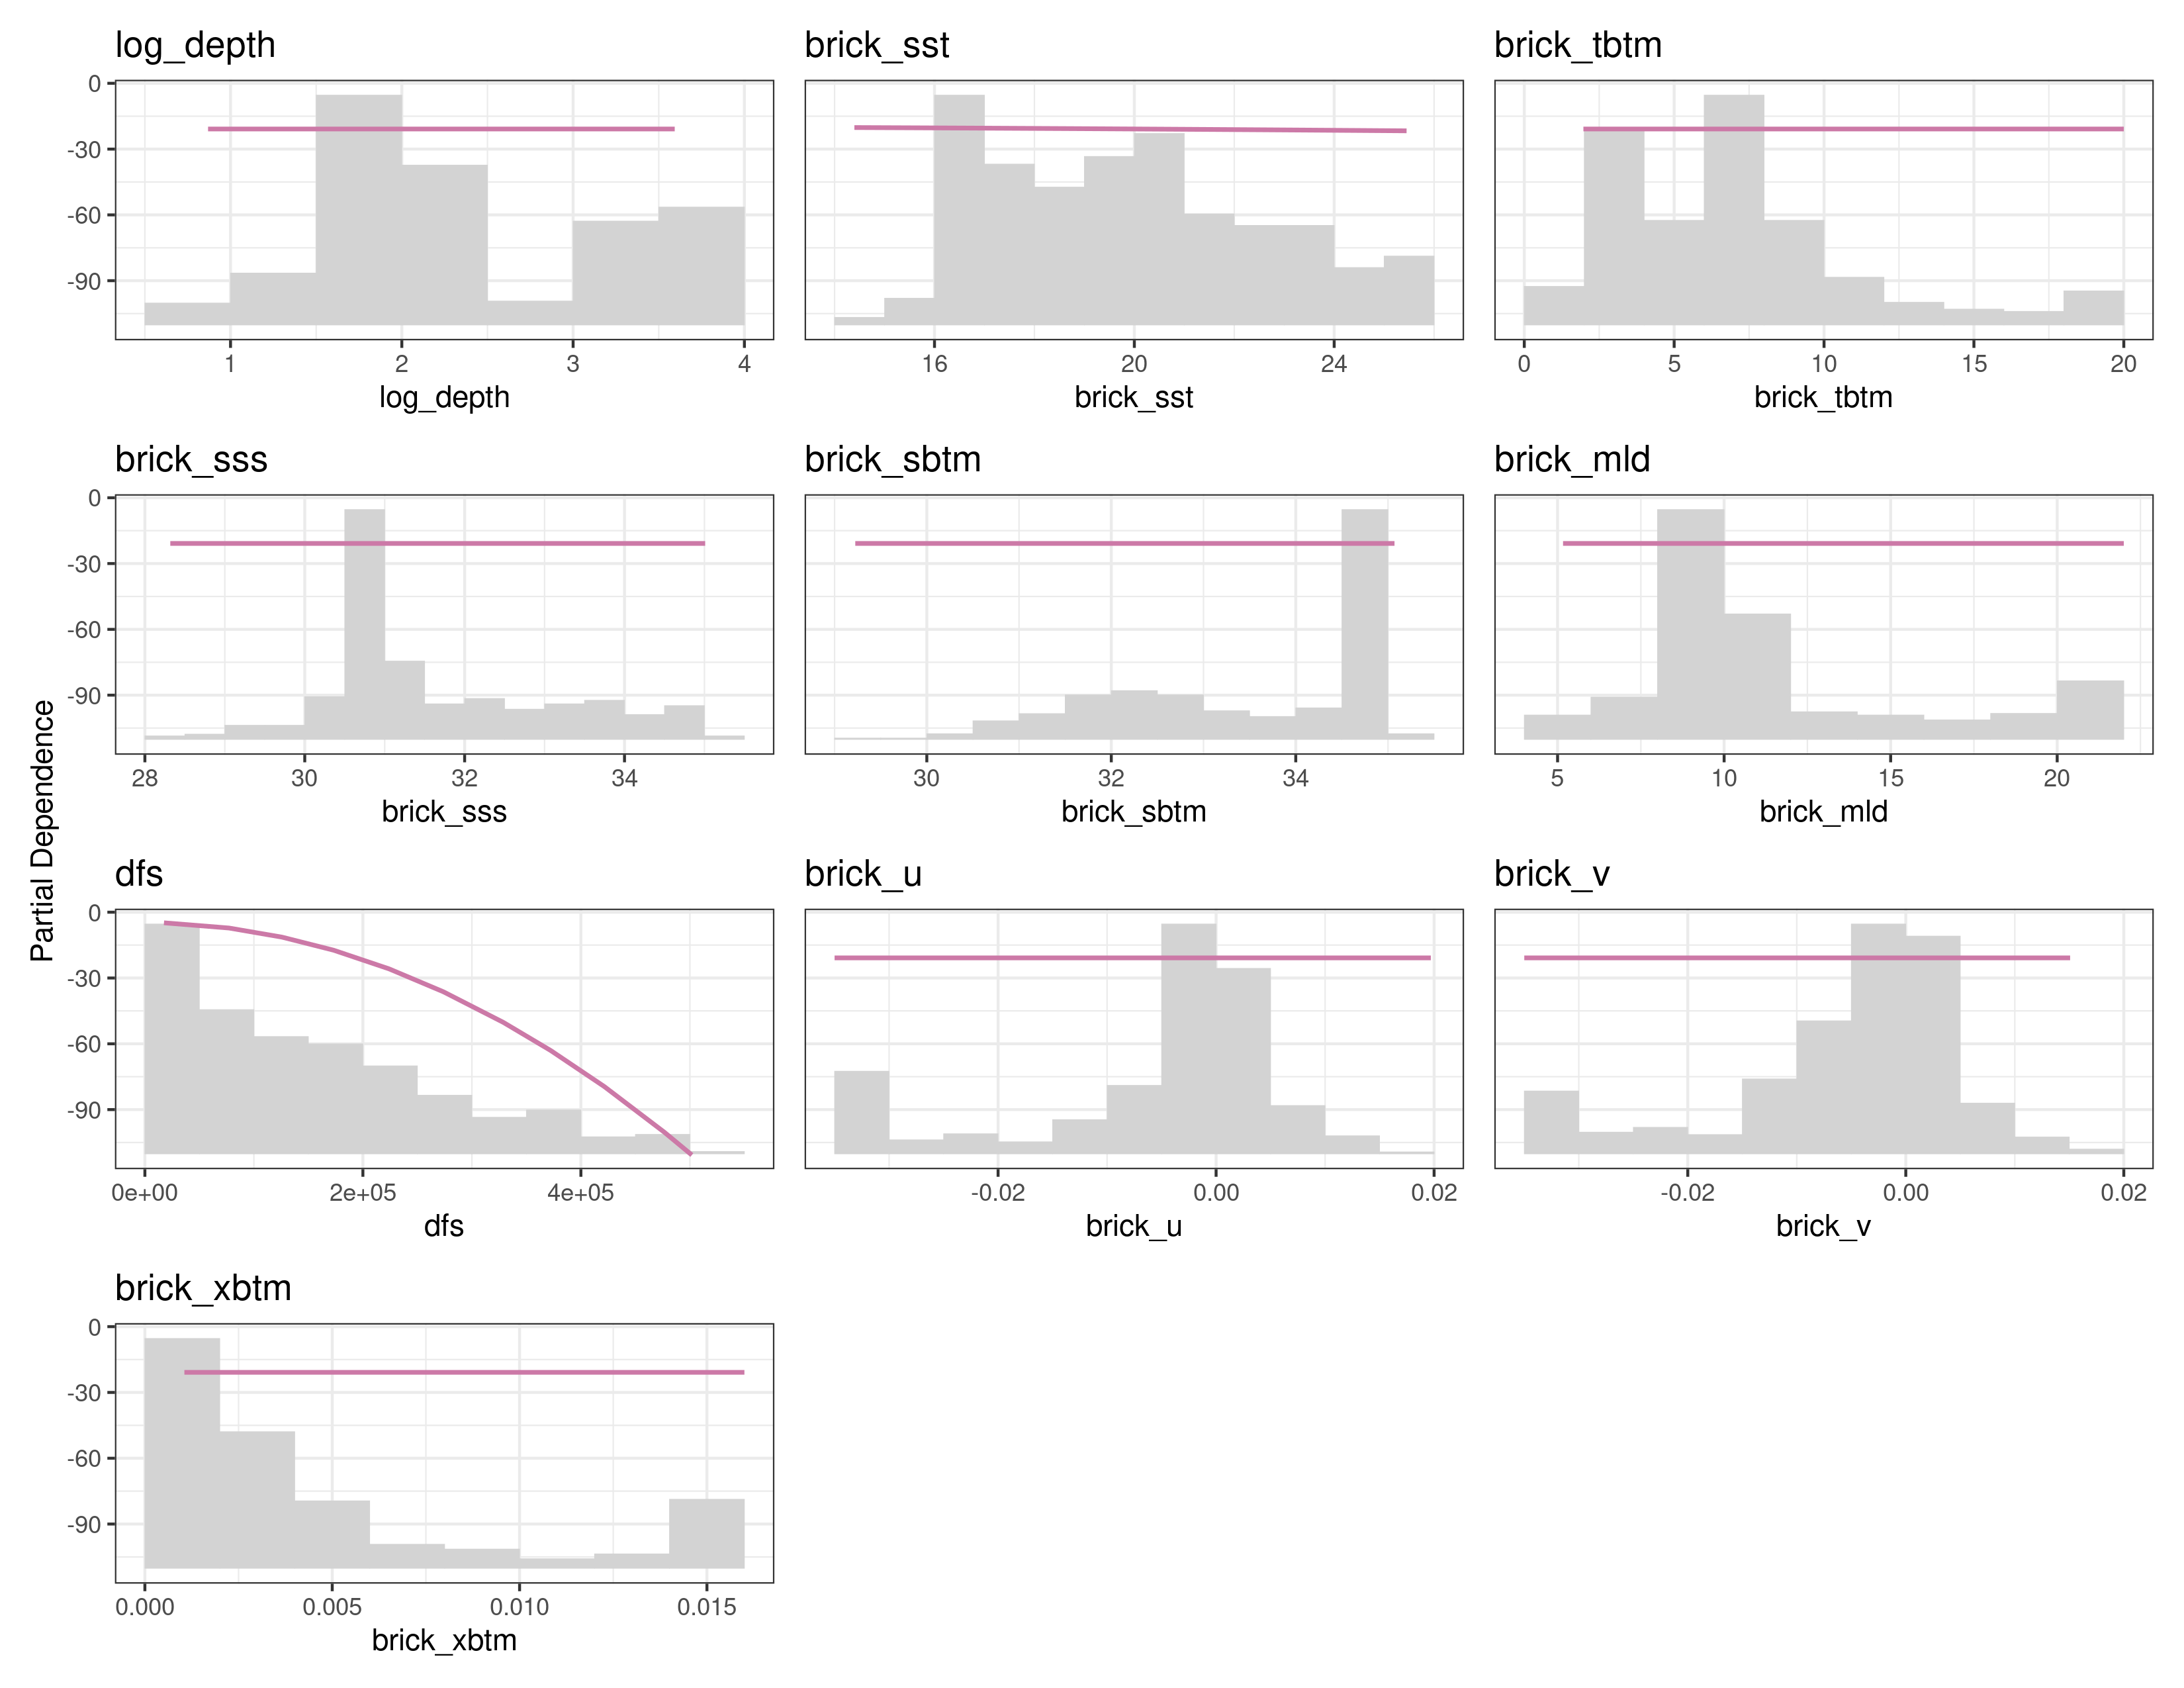 log_depth brick_sst brick_tbtm
0
-30
-60
-90
1 2 3 4 16 20 24 0 5 10 15 20
log_depth brick_sst brick_tbtm
brick_sss brick_sbtm brick_mld
0
-30
-60
-90
28 30 32 34 30 32 34 5 10 15 20
brick_sss brick_sbtm brick_mld
Partial Dependence
dfs brick_u brick_v
0
-30
-60
-90
0e+00 2e+05 4e+05 -0.02 0.00 0.02 -0.02 0.00 0.02
dfs brick_u brick_v
brick_xbtm
0
-30
-60
-90
0.000 0.005 0.010 0.015
brick_xbtm